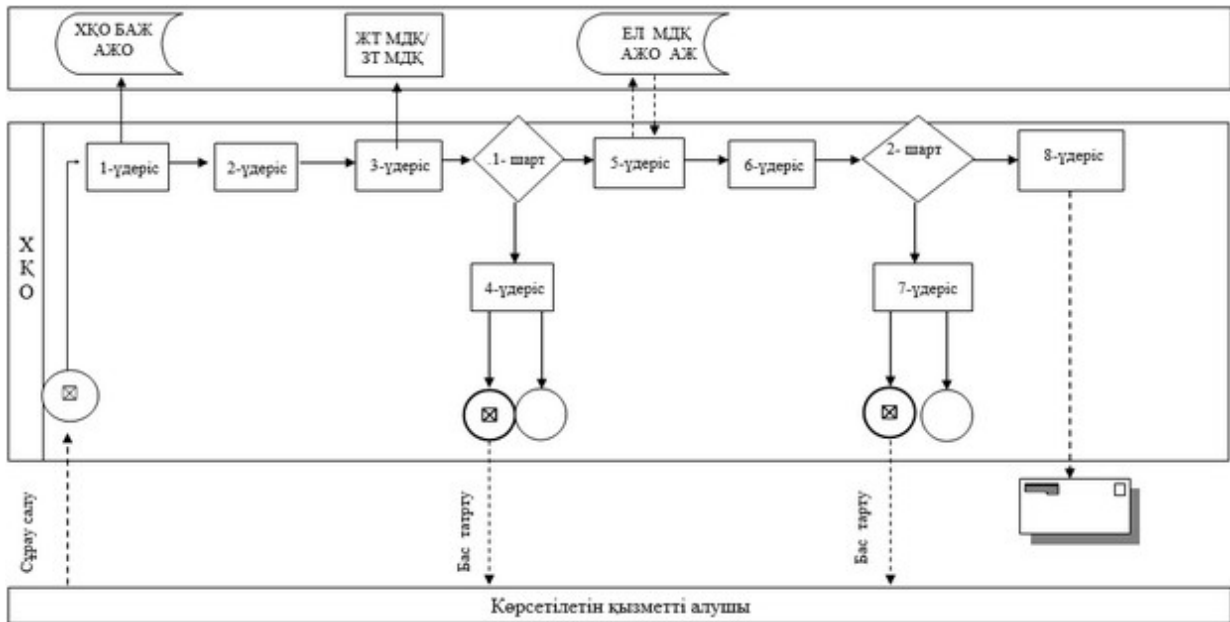 ХҚО БАЖ
АЖО
ЖТ МДҚ/
ЗТ МДҚ
ЕЛ МДҚ
АЖО АЖ
ХҚО
1-үдеріс
2-үдеріс
3-үдеріс
.1- шарт
5-үдеріс
6-үдеріс
2- шарт
8-үдеріс
4-үдеріс
7-үдеріс
Сұрау салу
Бас татрту
Бас тарту
Көрсетілетін қызметті алушы